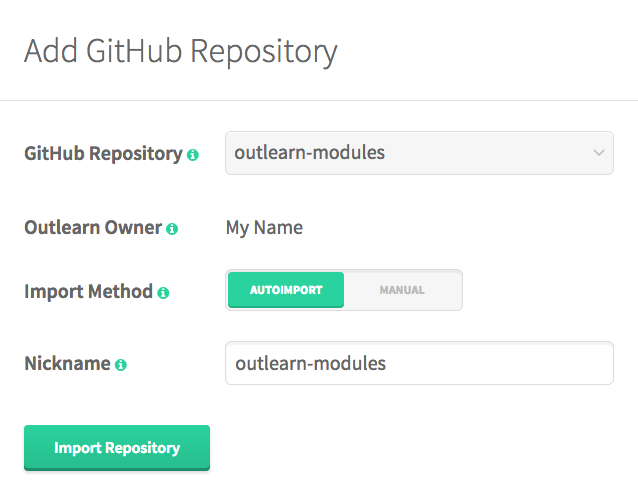 Add GitHub Repository
GitHub Repository outlearn-modules
Outlearn Owner My Name
Import Method AUTOIMPORT MANUAL
Nickname outlearn-modules
Import Repository